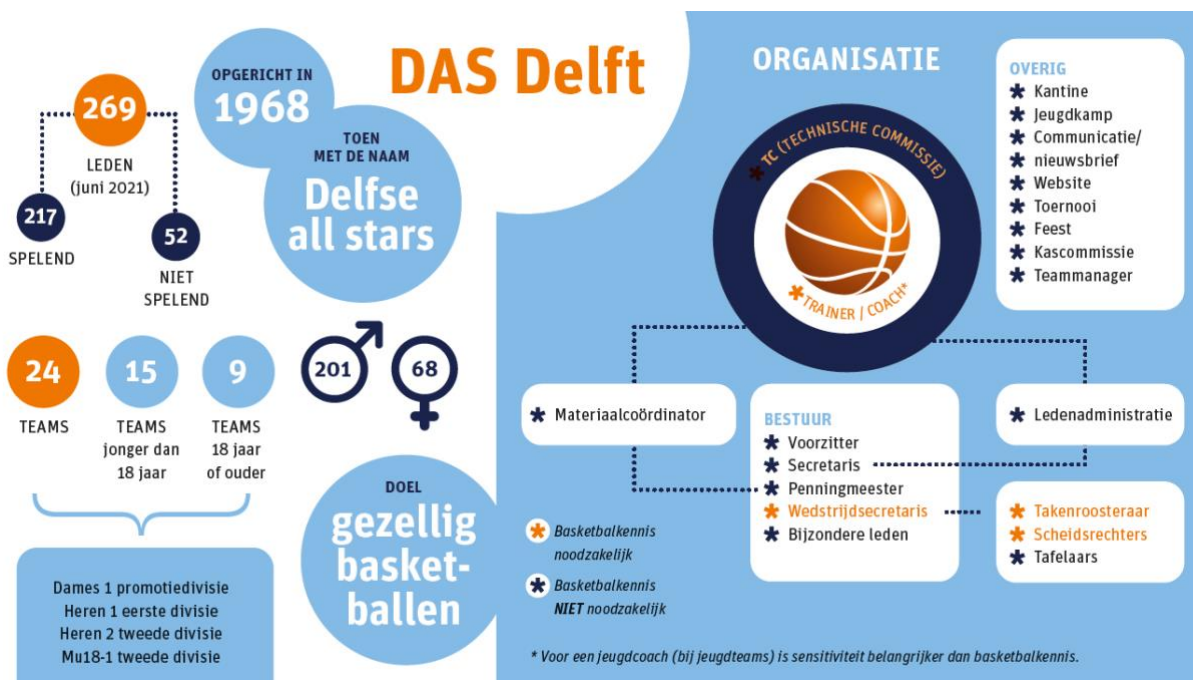 DAS Delft
269
LEDEN
(juni 2021)
217
SPELEND
52
NIET
SPELEND
OPGERICHT IN
1968
TOEN
MET DE NAAM
Delfse
all stars
24
TEAMS
15
TEAMS
jonger dan
18 jaar
9
TEAMS
18 jaar
of ouder
201
68
Dames 1 promotiedivisie
Heren 1 eerste divisie
Heren 2 tweede divisie
Mu18-1 tweede divisie
DOEL
gezellig
basket-
ballen
ORGANISATIE
* TC (TECHNISCHE COMMISSIE)
* TRAINER / COACH*
OVERIG
* Kantine
* Jeugdkamp
* Communicatie/
* nieuwsbrief
* Website
* Toernooi
* Feest
* Kascommissie
* Teammanager
* Materiaalcoördinator
BESTUUR
* Voorzitter
* Secretaris
* Penningmeester
* Wedstrijdsecretaris
* Bijzondere leden
* Ledenadministratie
* Takenroosteraar
* Scheidsrechters
* Tafelaars
* Basketbalkennis
noodzakelijk
* Basketbalkennis
NIET noodzakelijk
* Voor een jeugdcoach (bij jeugdteams) is sensitiviteit belangrijker dan basketbalkennis.